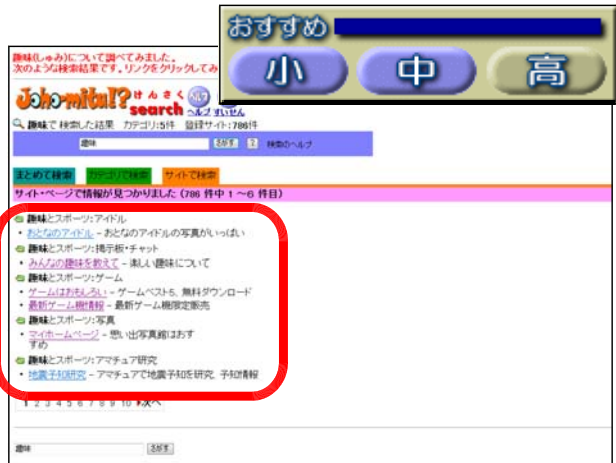 おすすめ
小 中 高
趣味(しゅみ)について調べてみました。
次のような検索結果です。リンクをクリックしてみ
Joho-mitui!? けんさく search ヘルプ すいせん
趣味で検索した結果 カテゴリ:5件 登録サイト:786件
趣味 さがす ? 検索のヘルプ
まとめて検索 カテゴリで検索 サイトで検索
サイト・ページで情報が見つかりました (786 件中 1 ～6 件目)
趣味とスポーツ:アイドル
・ おとなのアイドル - おとなのアイドルの写真がいっぱい
趣味とスポーツ:掲示板・チャット
・ みんなの趣味を教えて - 楽しい趣味について
趣味とスポーツ:ゲーム
・ ゲームはおもしろい - ゲームベスト5、無料ダウンロード
・ 最新ゲーム機情報 - 最新ゲーム機限定販売
趣味とスポーツ:写真
・ マイホームページ - 思い出写真館はおす
すめ
趣味とスポーツ:アマチュア研究
・ 地震予知研究 - アマチュアで地震予知を研究 予知情報
1 2 3 4 5 6 7 8 9 10 ▶次へ
趣味 さがす